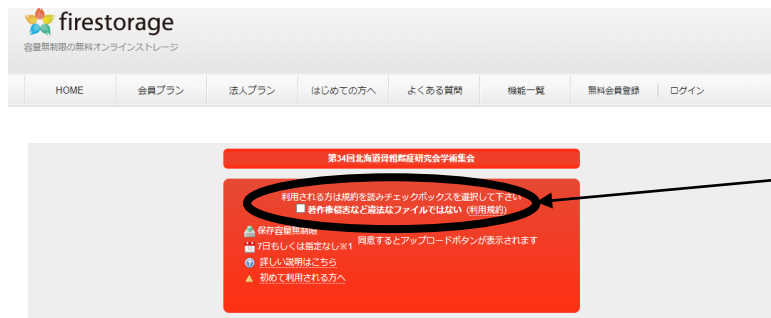 firestorage
容量無制限の無料オンラインストレージ
HOME 会員プラン 法人プラン はじめての方へ よくある質問 機能一覧 無料会員登録 ログイン
第34回北海道骨粗鬆症研究会学術集会
利用される方は規約を読みチェックボックスを選択して下さい
著作権侵害など違法なファイルではない (利用規約)
保存容量無制限
7日もしくは指定なし※1 同意するとアップロードボタンが表示されます
詳しい説明はこちら
初めて利用される方へ